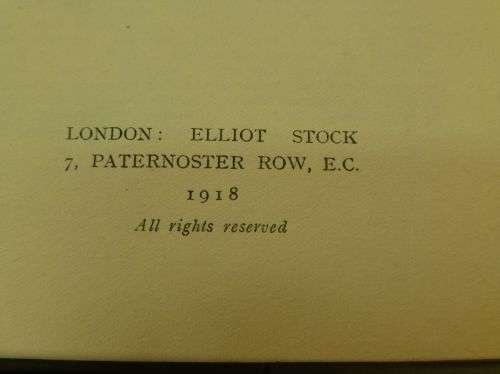 LONDON: ELLIOT STOCK
7, PATERNOSTER ROW, E.C.
1918
All rights reserved